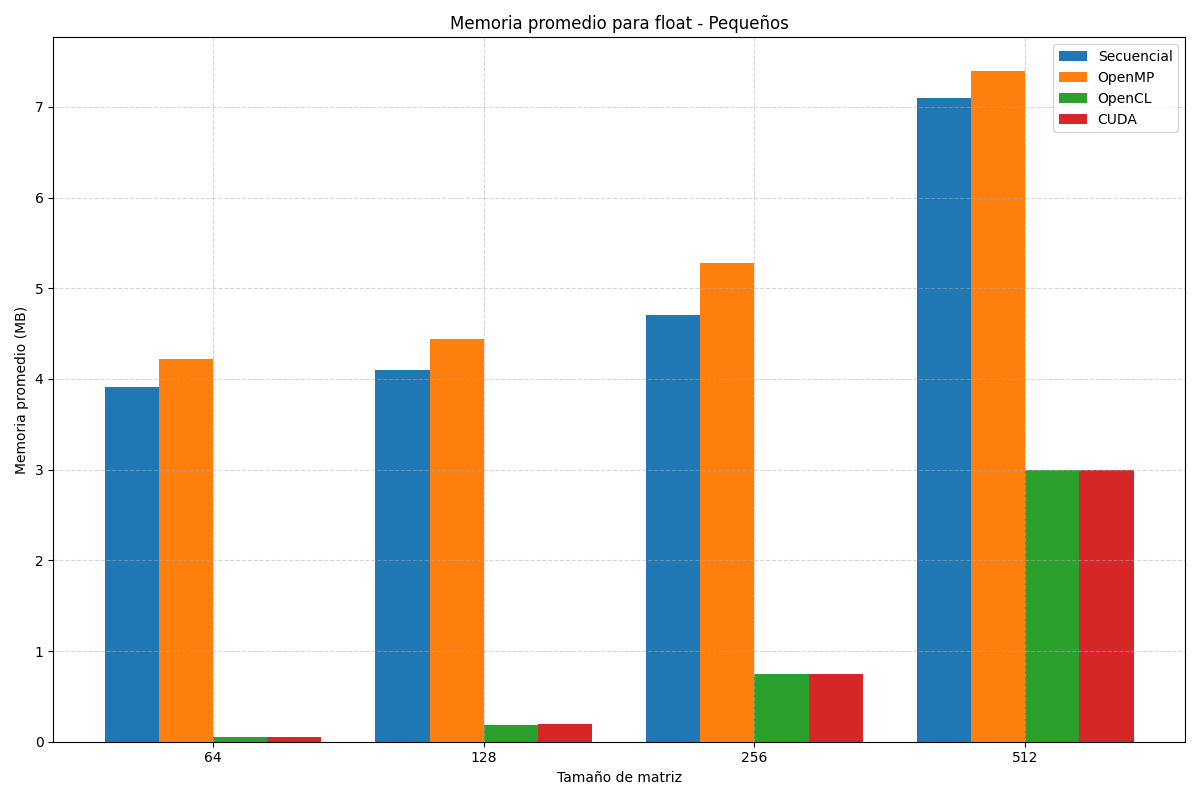 Memoria promedio para float - Pequeños
Secuencial
OpenMP
OpenCL
CUDA
Memoria promedio (MB)
7
6
5
4
3
2
1
0
64 128 256 512
Tamaño de matriz